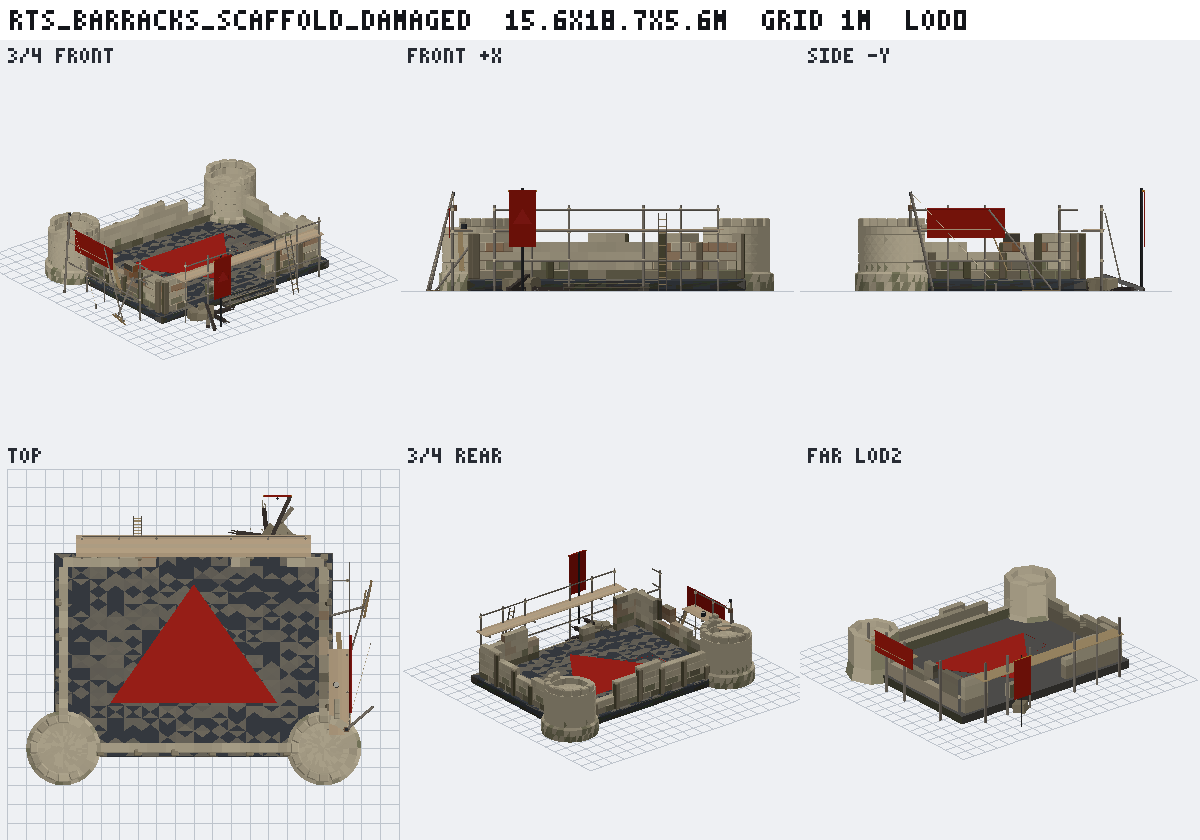 RTS_BARRACKS_SCAFFOLD_DAMAGED 15.6X18.7X5.6M GRID 1M LOD0
3/4 FRONT
FRONT +X
SIDE -Y
TOP
3/4 REAR
FAR LOD2